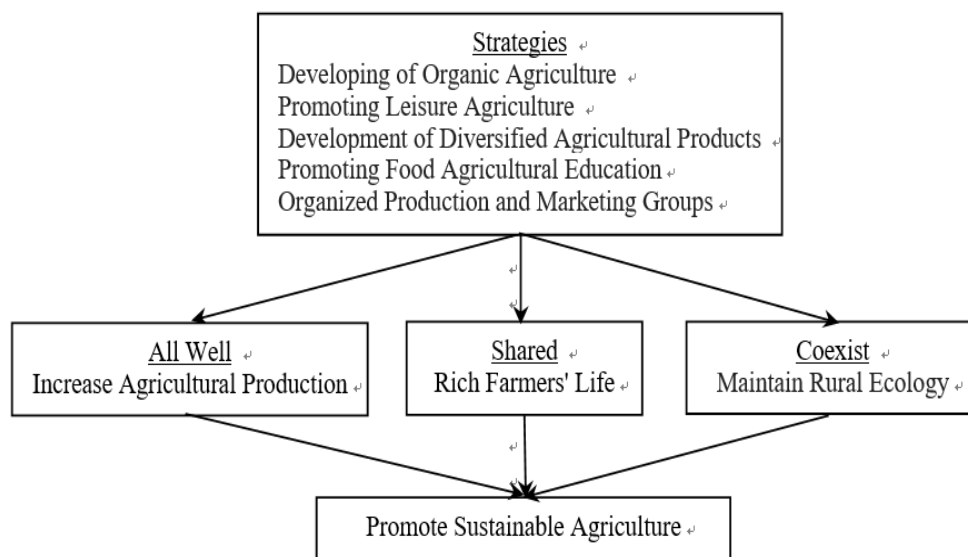 Strategies
Developing of Organic Agriculture
Promoting Leisure Agriculture
Development of Diversified Agricultural Products
Promoting Food Agricultural Education
Organized Production and Marketing Groups
All Well
Increase Agricultural Production
Shared
Rich Farmers' Life
Coexist
Maintain Rural Ecology
Promote Sustainable Agriculture